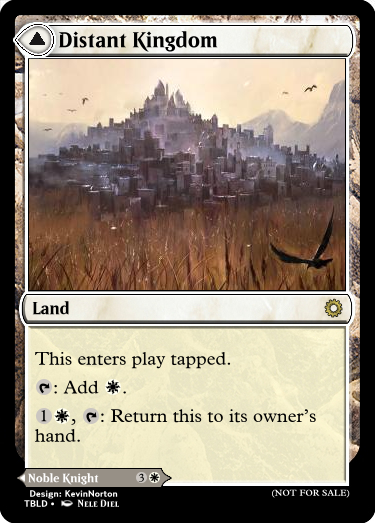 Distant Kingdom
Land
This enters play tapped.
: Add .
1 , : Return this to its owner's
hand.
Noble Knight 3
Design: KevinNorton
(NOT FOR SALE)
TBLD • Nele Diel